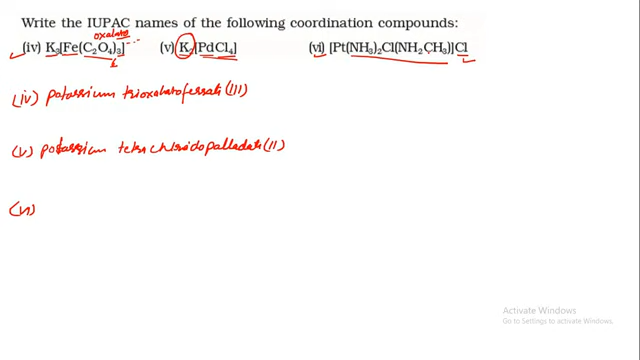 Write the IUPAC names of the following coordination compounds:
oxalato
(iv) K₃[Fe(C₂O₄)₃] (v) K₂[PdCl₄] (vi) [Pt(NH₃)₂Cl(NH₂CH₃)]Cl
(iv) potassium trioxalatoferrate(III)
(v) potassium tetrachloridopalladate(II)
(vi)
Activate Windows
Go to Settings to activate Windows.